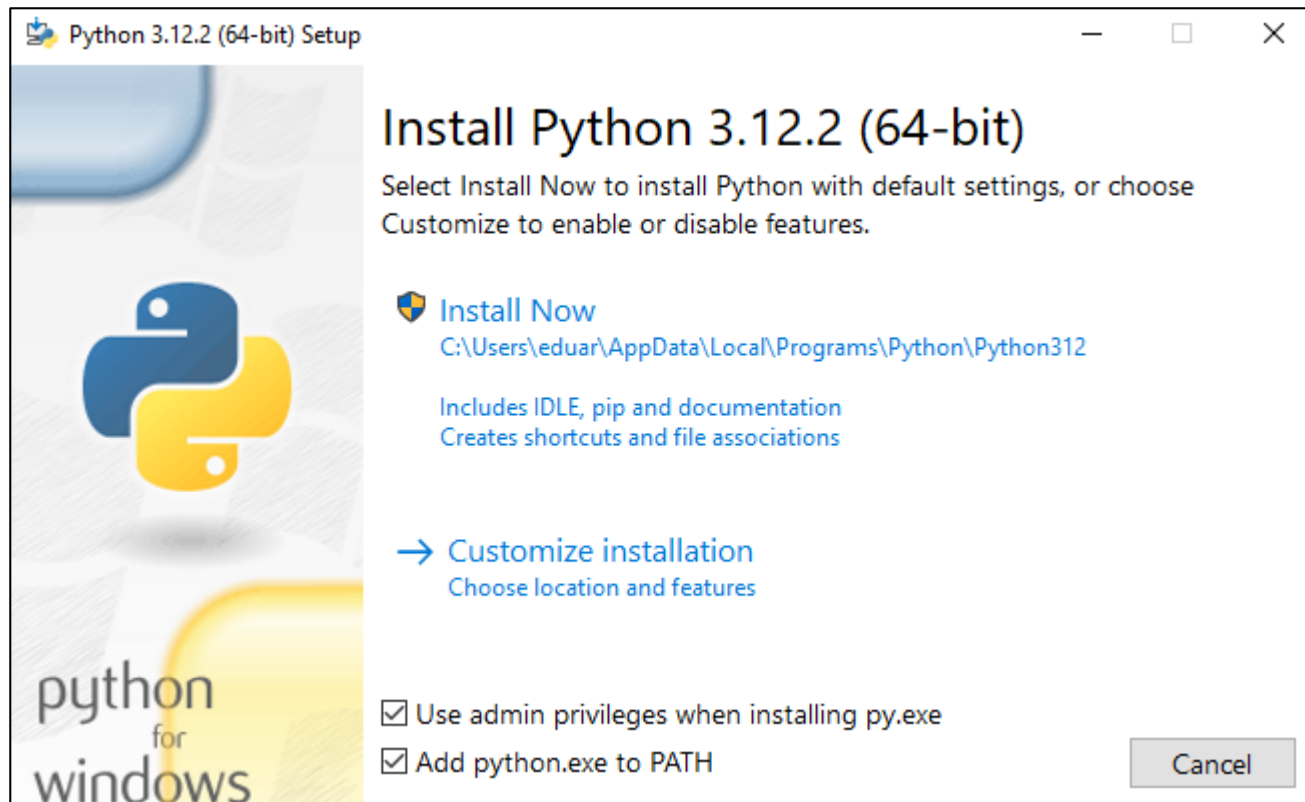 Python 3.12.2 (64-bit) Setup
Install Python 3.12.2 (64-bit)
Select Install Now to install Python with default settings, or choose
Customize to enable or disable features.
Install Now
C:\Users\eduar\AppData\Local\Programs\Python\Python312
Includes IDLE, pip and documentation
Creates shortcuts and file associations
Customize installation
Choose location and features
python
for
windows
Use admin privileges when installing py.exe
Add python.exe to PATH
Cancel